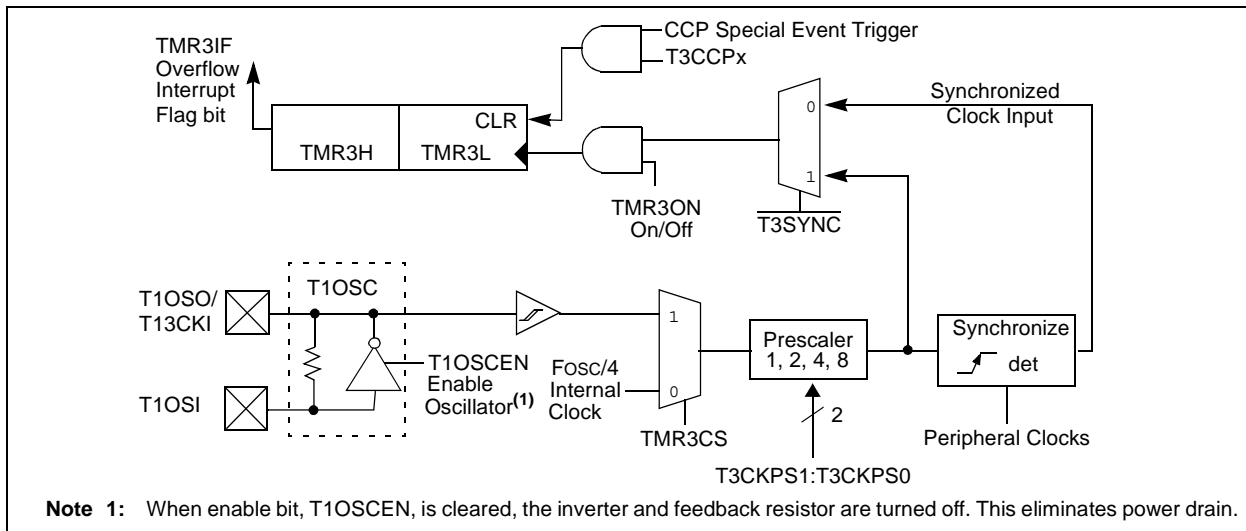 TMR3IF
Overflow
Interrupt
Flag bit
CCP Special Event Trigger
T3CCPx
CLR
TMR3H
TMR3L
TMR3ON
On/Off
0
1
T3SYNC
Synchronized
Clock Input
T1OSO/
T13CKI
T1OSI
T1OSC
T1OSCEN
Enable
Oscillator(1)
FOSC/4
Internal
Clock
1
0
TMR3CS
Prescaler
1, 2, 4, 8
2
T3CKPS1:T3CKPS0
Synchronize
det
Peripheral Clocks
Note 1: When enable bit, T1OSCEN, is cleared, the inverter and feedback resistor are turned off. This eliminates power drain.